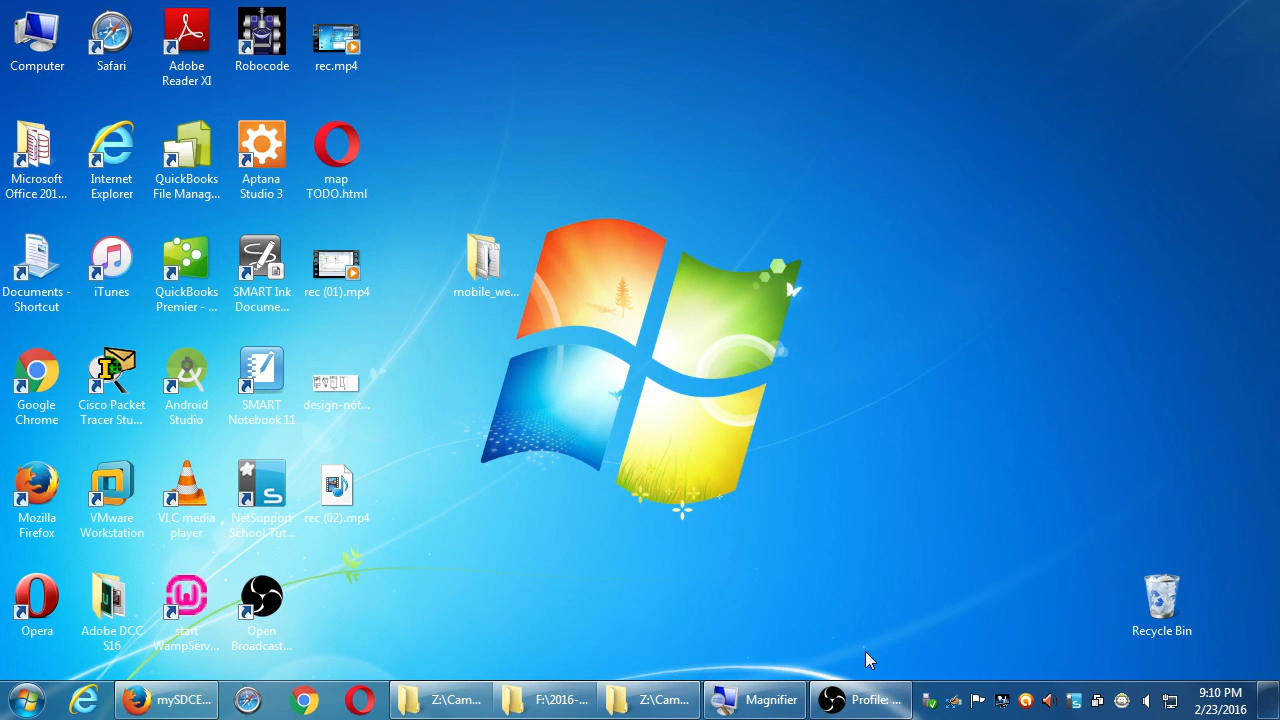 Computer
Safari
Adobe
Reader XI
Robocode
rec.mp4
Microsoft
Office 201...
Internet
Explorer
QuickBooks
File Manag...
Aptana
Studio 3
map
TODO.html
Documents -
Shortcut
iTunes
QuickBooks
Premier - ...
SMART Ink
Docume...
rec (01).mp4
mobile_we...
Google
Chrome
Cisco Packet
Tracer Stu...
Android
Studio
SMART
Notebook 11
design-not...
Mozilla
Firefox
VMware
Workstation
VLC media
player
NetSupport
School Tut...
rec (02).mp4
Opera
Adobe DCC
S16
start
WampServ...
Open
Broadcast...
Recycle Bin
mySDCE...
Z:\Cam...
F:\2016-...
Z:\Cam...
Magnifier
Profile: ...
9:10 PM
2/23/2016